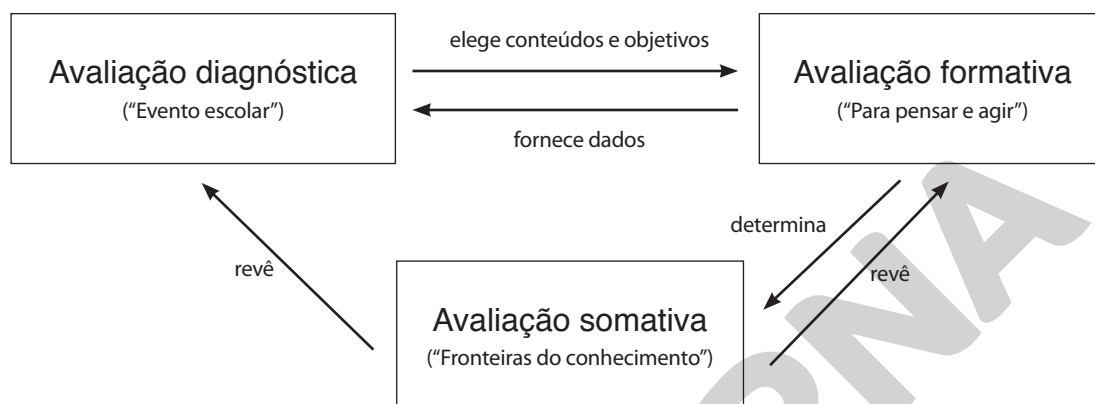 elege conteúdos e objetivos
Avaliação diagnóstica
(“Evento escolar”)
Avaliação formativa
(“Para pensar e agir”)
fornece dados
determina
revê
revê
Avaliação somativa
(“Fronteiras do conhecimento”)
RNA